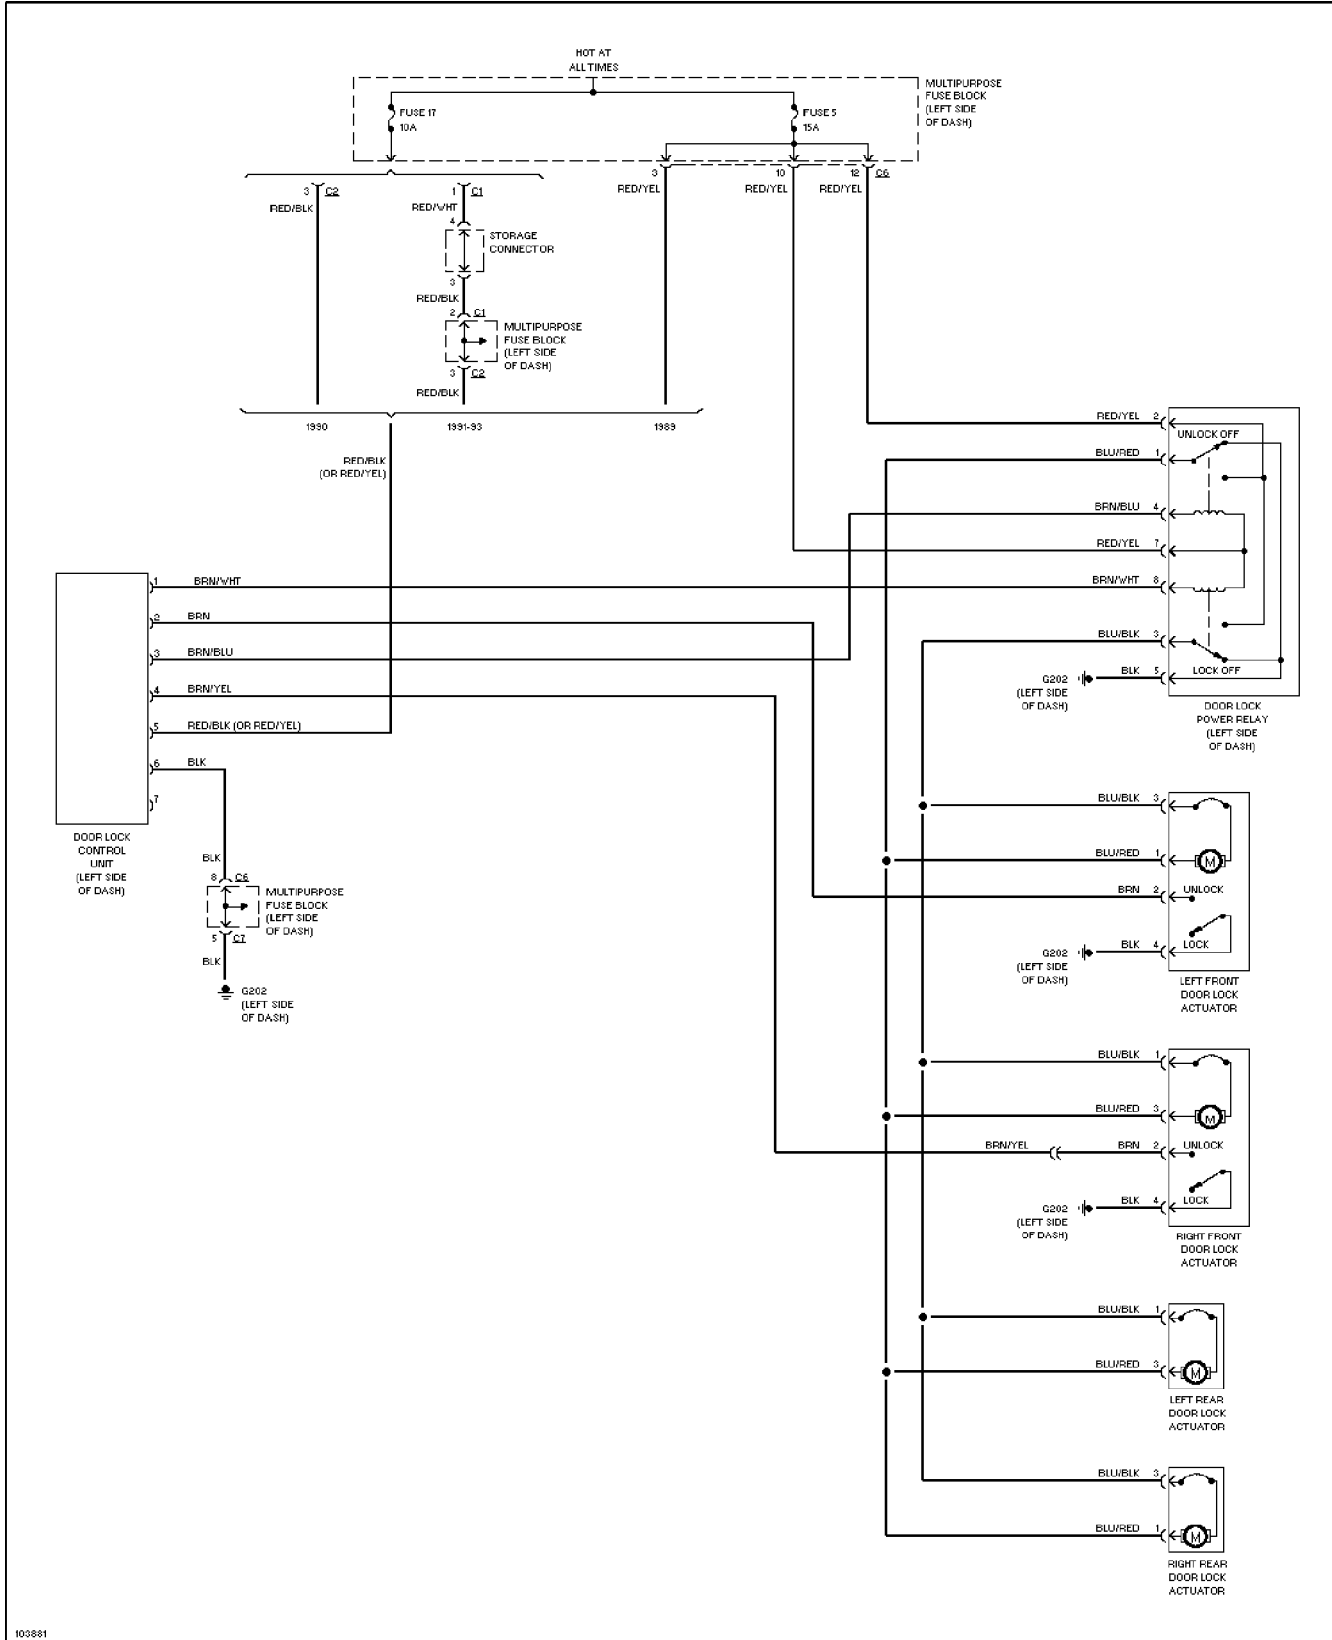 HOT AT
ALL TIMES
MULTIPURPOSE
FUSE BLOCK
(LEFT SIDE
OF DASH)
FUSE 17
10A
FUSE 5
15A
3 C2
RED/BLK
1 C1
RED/WHT
4
STORAGE
CONNECTOR
3
RED/BLK
2 C1
MULTIPURPOSE
FUSE BLOCK
(LEFT SIDE
OF DASH)
3 C2
RED/BLK
3
RED/YEL
10
RED/YEL
12 C6
RED/YEL
1990
1991-93
1989
RED/BLK
(OR RED/YEL)
RED/YEL 2
UNLOCK OFF
BLU/RED 1
BRN/BLU 4
RED/YEL 7
BRN/WHT 8
BLU/BLK 3
BLK 5
LOCK OFF
G202
(LEFT SIDE
OF DASH)
DOOR LOCK
POWER RELAY
(LEFT SIDE
OF DASH)
1 BRN/WHT
2 BRN
3 BRN/BLU
4 BRN/YEL
5 RED/BLK (OR RED/YEL)
6 BLK
7
DOOR LOCK
CONTROL
UNIT
(LEFT SIDE
OF DASH)
BLK
8 C6
MULTIPURPOSE
FUSE BLOCK
(LEFT SIDE
OF DASH)
5 C7
BLK
G202
(LEFT SIDE
OF DASH)
BLU/BLK 3
BLU/RED 1
M
BRN 2 UNLOCK
BLK 4 LOCK
G202
(LEFT SIDE
OF DASH)
LEFT FRONT
DOOR LOCK
ACTUATOR
BLU/BLK 1
BLU/RED 3
M
BRN/YEL BRN 2 UNLOCK
BLK 4 LOCK
G202
(LEFT SIDE
OF DASH)
RIGHT FRONT
DOOR LOCK
ACTUATOR
BLU/BLK 1
BLU/RED 3
M
LEFT REAR
DOOR LOCK
ACTUATOR
BLU/BLK 3
BLU/RED 1
M
RIGHT REAR
DOOR LOCK
ACTUATOR
103881